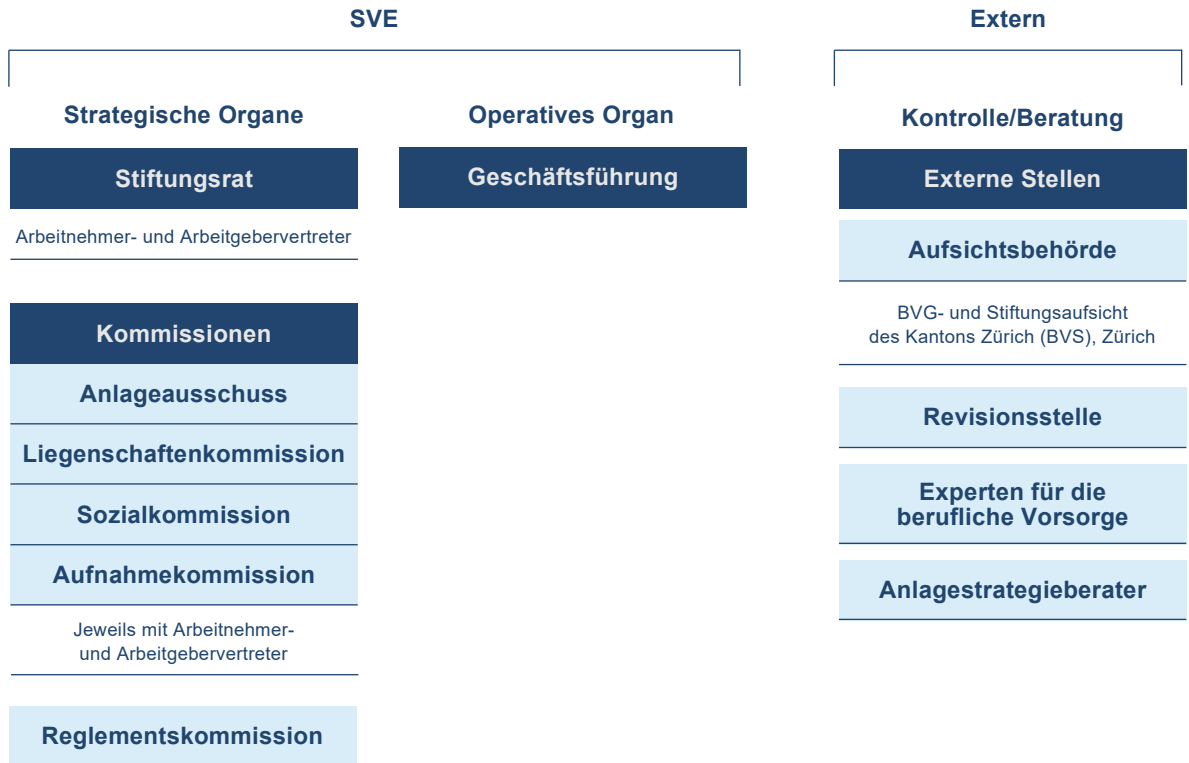 SVE
Strategische Organe
Stiftungsrat
Arbeitnehmer- und Arbeitgebervertreter
Kommissionen
Anlageausschuss
Liegenschaftenkommission
Sozialkommission
Aufnahmekommission
Jeweils mit Arbeitnehmer-
und Arbeitgebervertreter
Reglementskommission
Operatives Organ
Geschäftsführung
Extern
Kontrolle/Beratung
Externe Stellen
Aufsichtsbehörde
BVG- und Stiftungsaufsicht
des Kantons Zürich (BVS), Zürich
Revisionsstelle
Experten für die
berufliche Vorsorge
Anlagestrategieberater